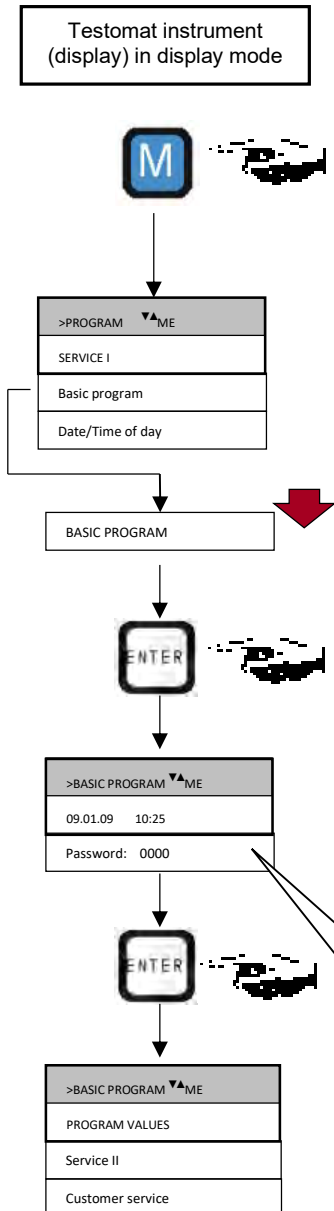 Testomat instrument
(display) in display mode
M
>PROGRAM ▼▲ME
SERVICE I
Basic program
Date/Time of day
BASIC PROGRAM
ENTER
>BASIC PROGRAM ▼▲ME
09.01.09 10:25
Password: 0000
ENTER
>BASIC PROGRAM ▼▲ME
PROGRAM VALUES
Service II
Customer service